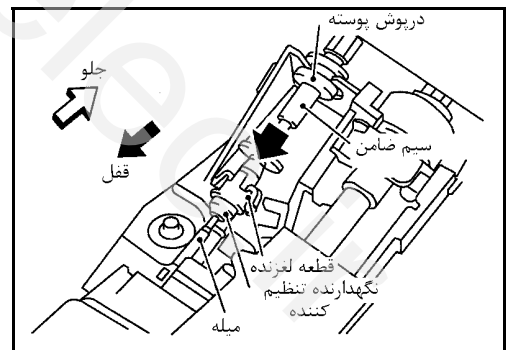 درپوش پوسته
جلو
سیم ضامن
قفل
قطعه لغزنده
نگهدارنده تنظیم
کننده
میله